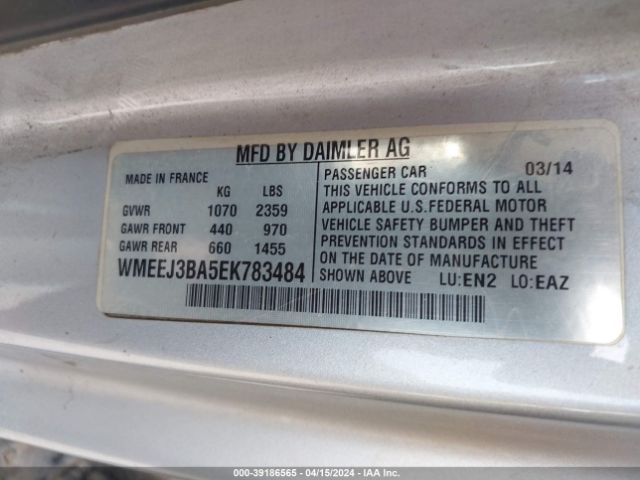 MFD BY DAIMLER AG
MADE IN FRANCE
KG LBS
GVWR 1070 2359
GAWR FRONT 440 970
GAWR REAR 660 1455
WMEEJ3BA5EK783484
PASSENGER CAR 03/14
THIS VEHICLE CONFORMS TO ALL
APPLICABLE U.S.FEDERAL MOTOR
VEHICLE SAFETY BUMPER AND THEFT
PREVENTION STANDARDS IN EFFECT
ON THE DATE OF MANUFACTURE
SHOWN ABOVE LU:EN2 LO:EAZ
000-39186565 - 04/15/2024 - IAA Inc.